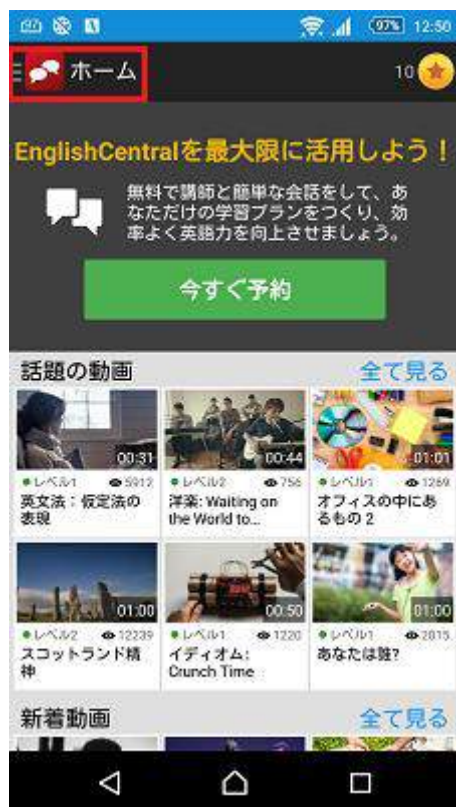 97% 12:50
ホーム
10
EnglishCentralを最大限に活用しよう！
無料で講師と簡単な会話をして、あ
なただけの学習プランをつくり、効
率よく英語力を向上させましょう。
今すぐ予約
話題の動画 全て見る
00:31 00:44 01:01
レベル1 5912 レベル2 756 レベル1 1269
英文法：仮定法の 洋楽: Waiting on オフィスの中にあ
表現 the World to... るもの 2
01:00 00:50 01:00
レベル2 12239 レベル1 1220 レベル1 2015
スコットランド精 イディオム: あなたは誰?
神 Crunch Time
新着動画 全て見る